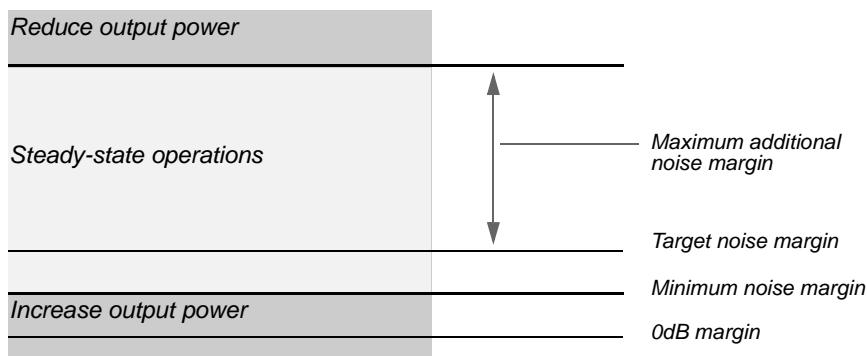 Reduce output power
Steady-state operations
Maximum additional
noise margin
Target noise margin
Minimum noise margin
Increase output power
0dB margin